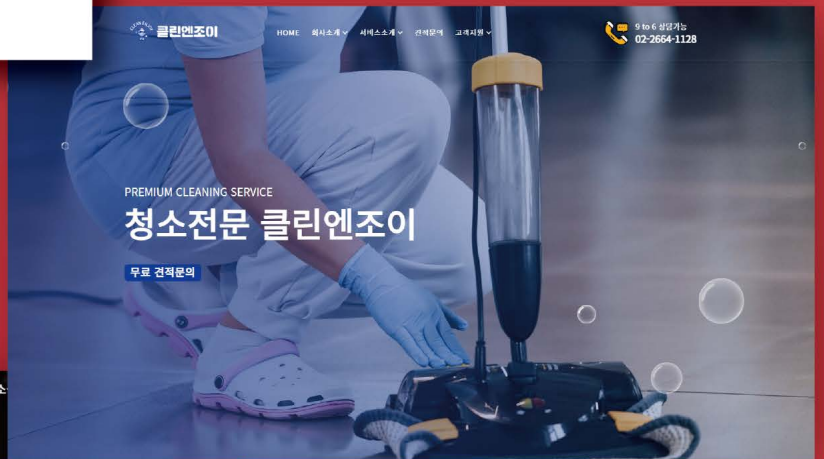 클린엔조이
HOME 회사소개 서비스소개 견적문의 고객지원
9 to 6 상담가능
02-2664-1128
PREMIUM CLEANING SERVICE
청소전문 클린엔조이
무료 견적문의
소